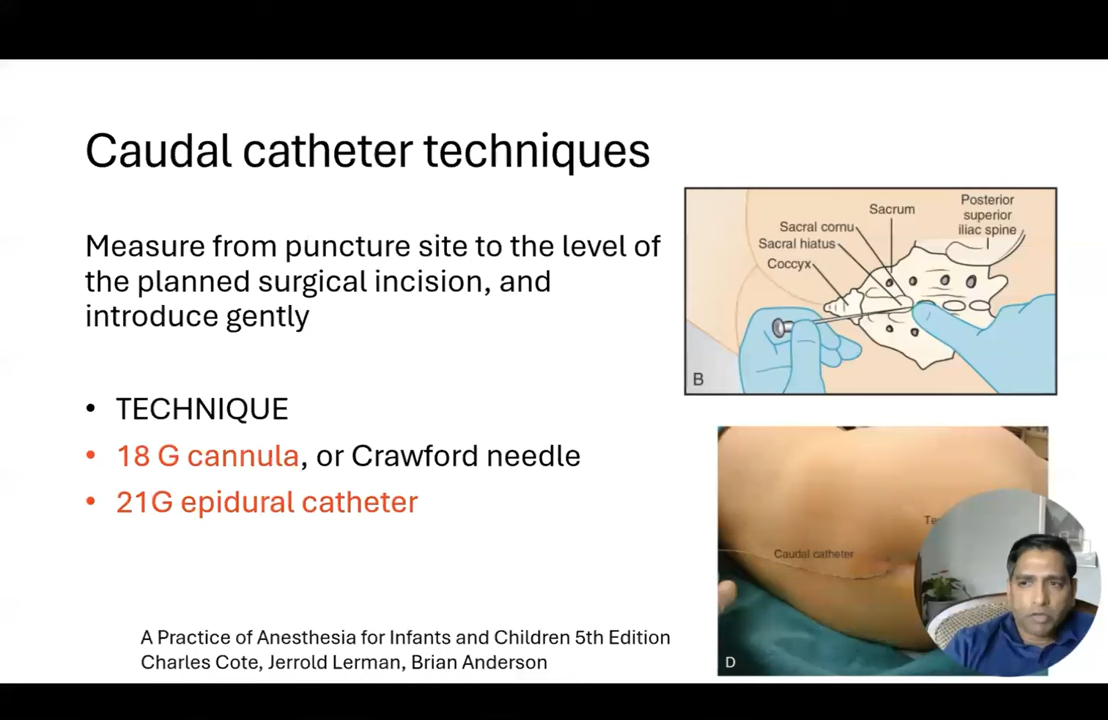 Caudal catheter techniques
Measure from puncture site to the level of
the planned surgical incision, and
introduce gently
• TECHNIQUE
• 18 G cannula, or Crawford needle
• 21G epidural catheter
A Practice of Anesthesia for Infants and Children 5th Edition
Charles Cote, Jerrold Lerman, Brian Anderson
Posterior
superior
iliac spine
Sacrum
Sacral cornu
Sacral hiatus
Coccyx
B
Caudal catheter
D